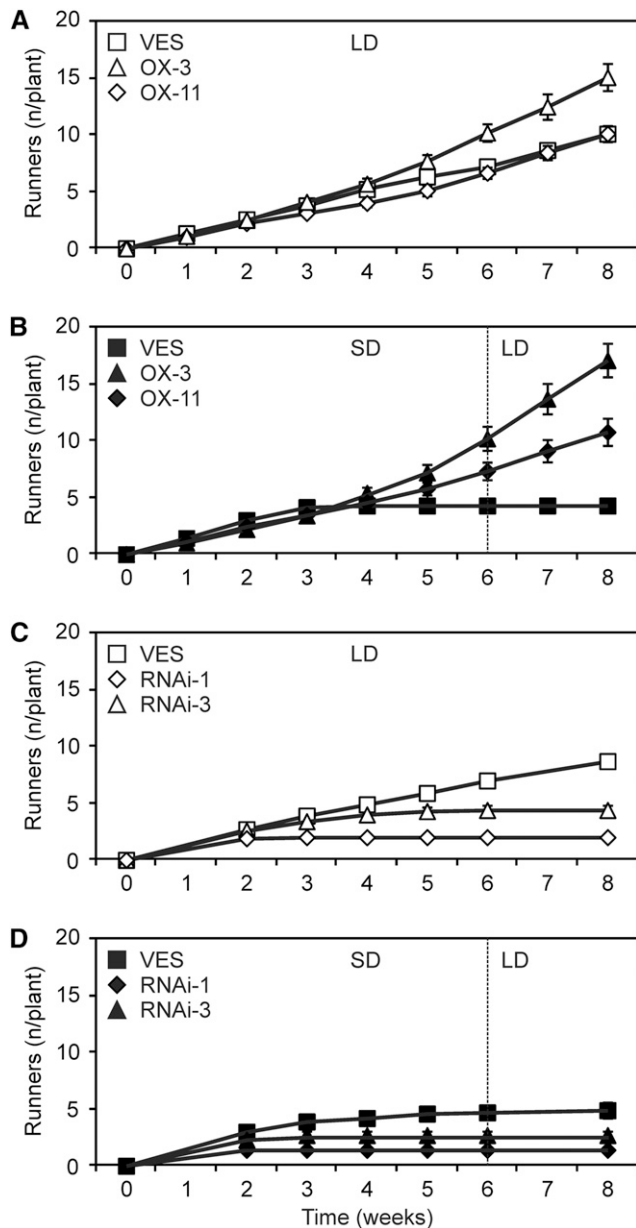 A
VES
OX-3
OX-11
LD
Runners (n/plant)
20
15
10
5
0
0 1 2 3 4 5 6 7 8
B
VES
OX-3
OX-11
SD
LD
Runners (n/plant)
20
15
10
5
0
0 1 2 3 4 5 6 7 8
C
VES
RNAi-1
RNAi-3
LD
Runners (n/plant)
20
15
10
5
0
0 1 2 3 4 5 6 7 8
D
VES
RNAi-1
RNAi-3
SD
LD
Runners (n/plant)
20
15
10
5
0
0 1 2 3 4 5 6 7 8
Time (weeks)